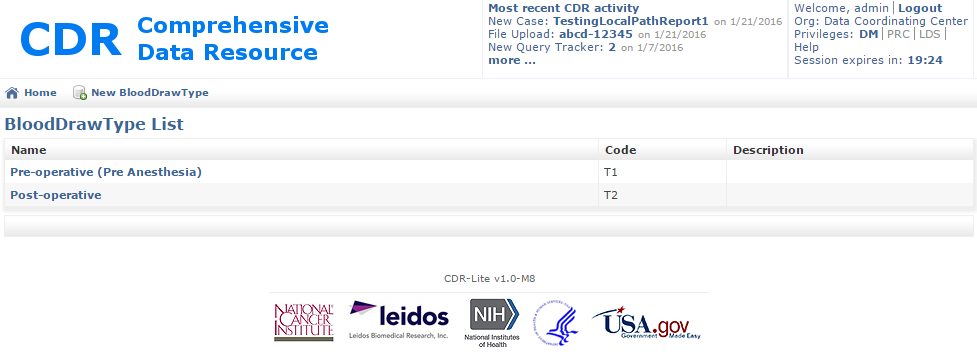 CDR Comprehensive
Data Resource
Most recent CDR activity
New Case: TestingLocalPathReport1 on 1/21/2016
File Upload: abcd-12345 on 1/21/2016
New Query Tracker: 2 on 1/7/2016
more ...
Welcome, admin | Logout
Org: Data Coordinating Center
Privileges: DM | PRC | LDS |
Help
Session expires in: 19:24
Home New BloodDrawType
BloodDrawType List
Name Code Description
Pre-operative (Pre Anesthesia) T1
Post-operative T2
CDR-Lite v1.0-M8
NATIONAL
CANCER
INSTITUTE
leidos
Leidos Biomedical Research, Inc.
NIH
National Institutes
of Health
USA.gov
Government Made Easy